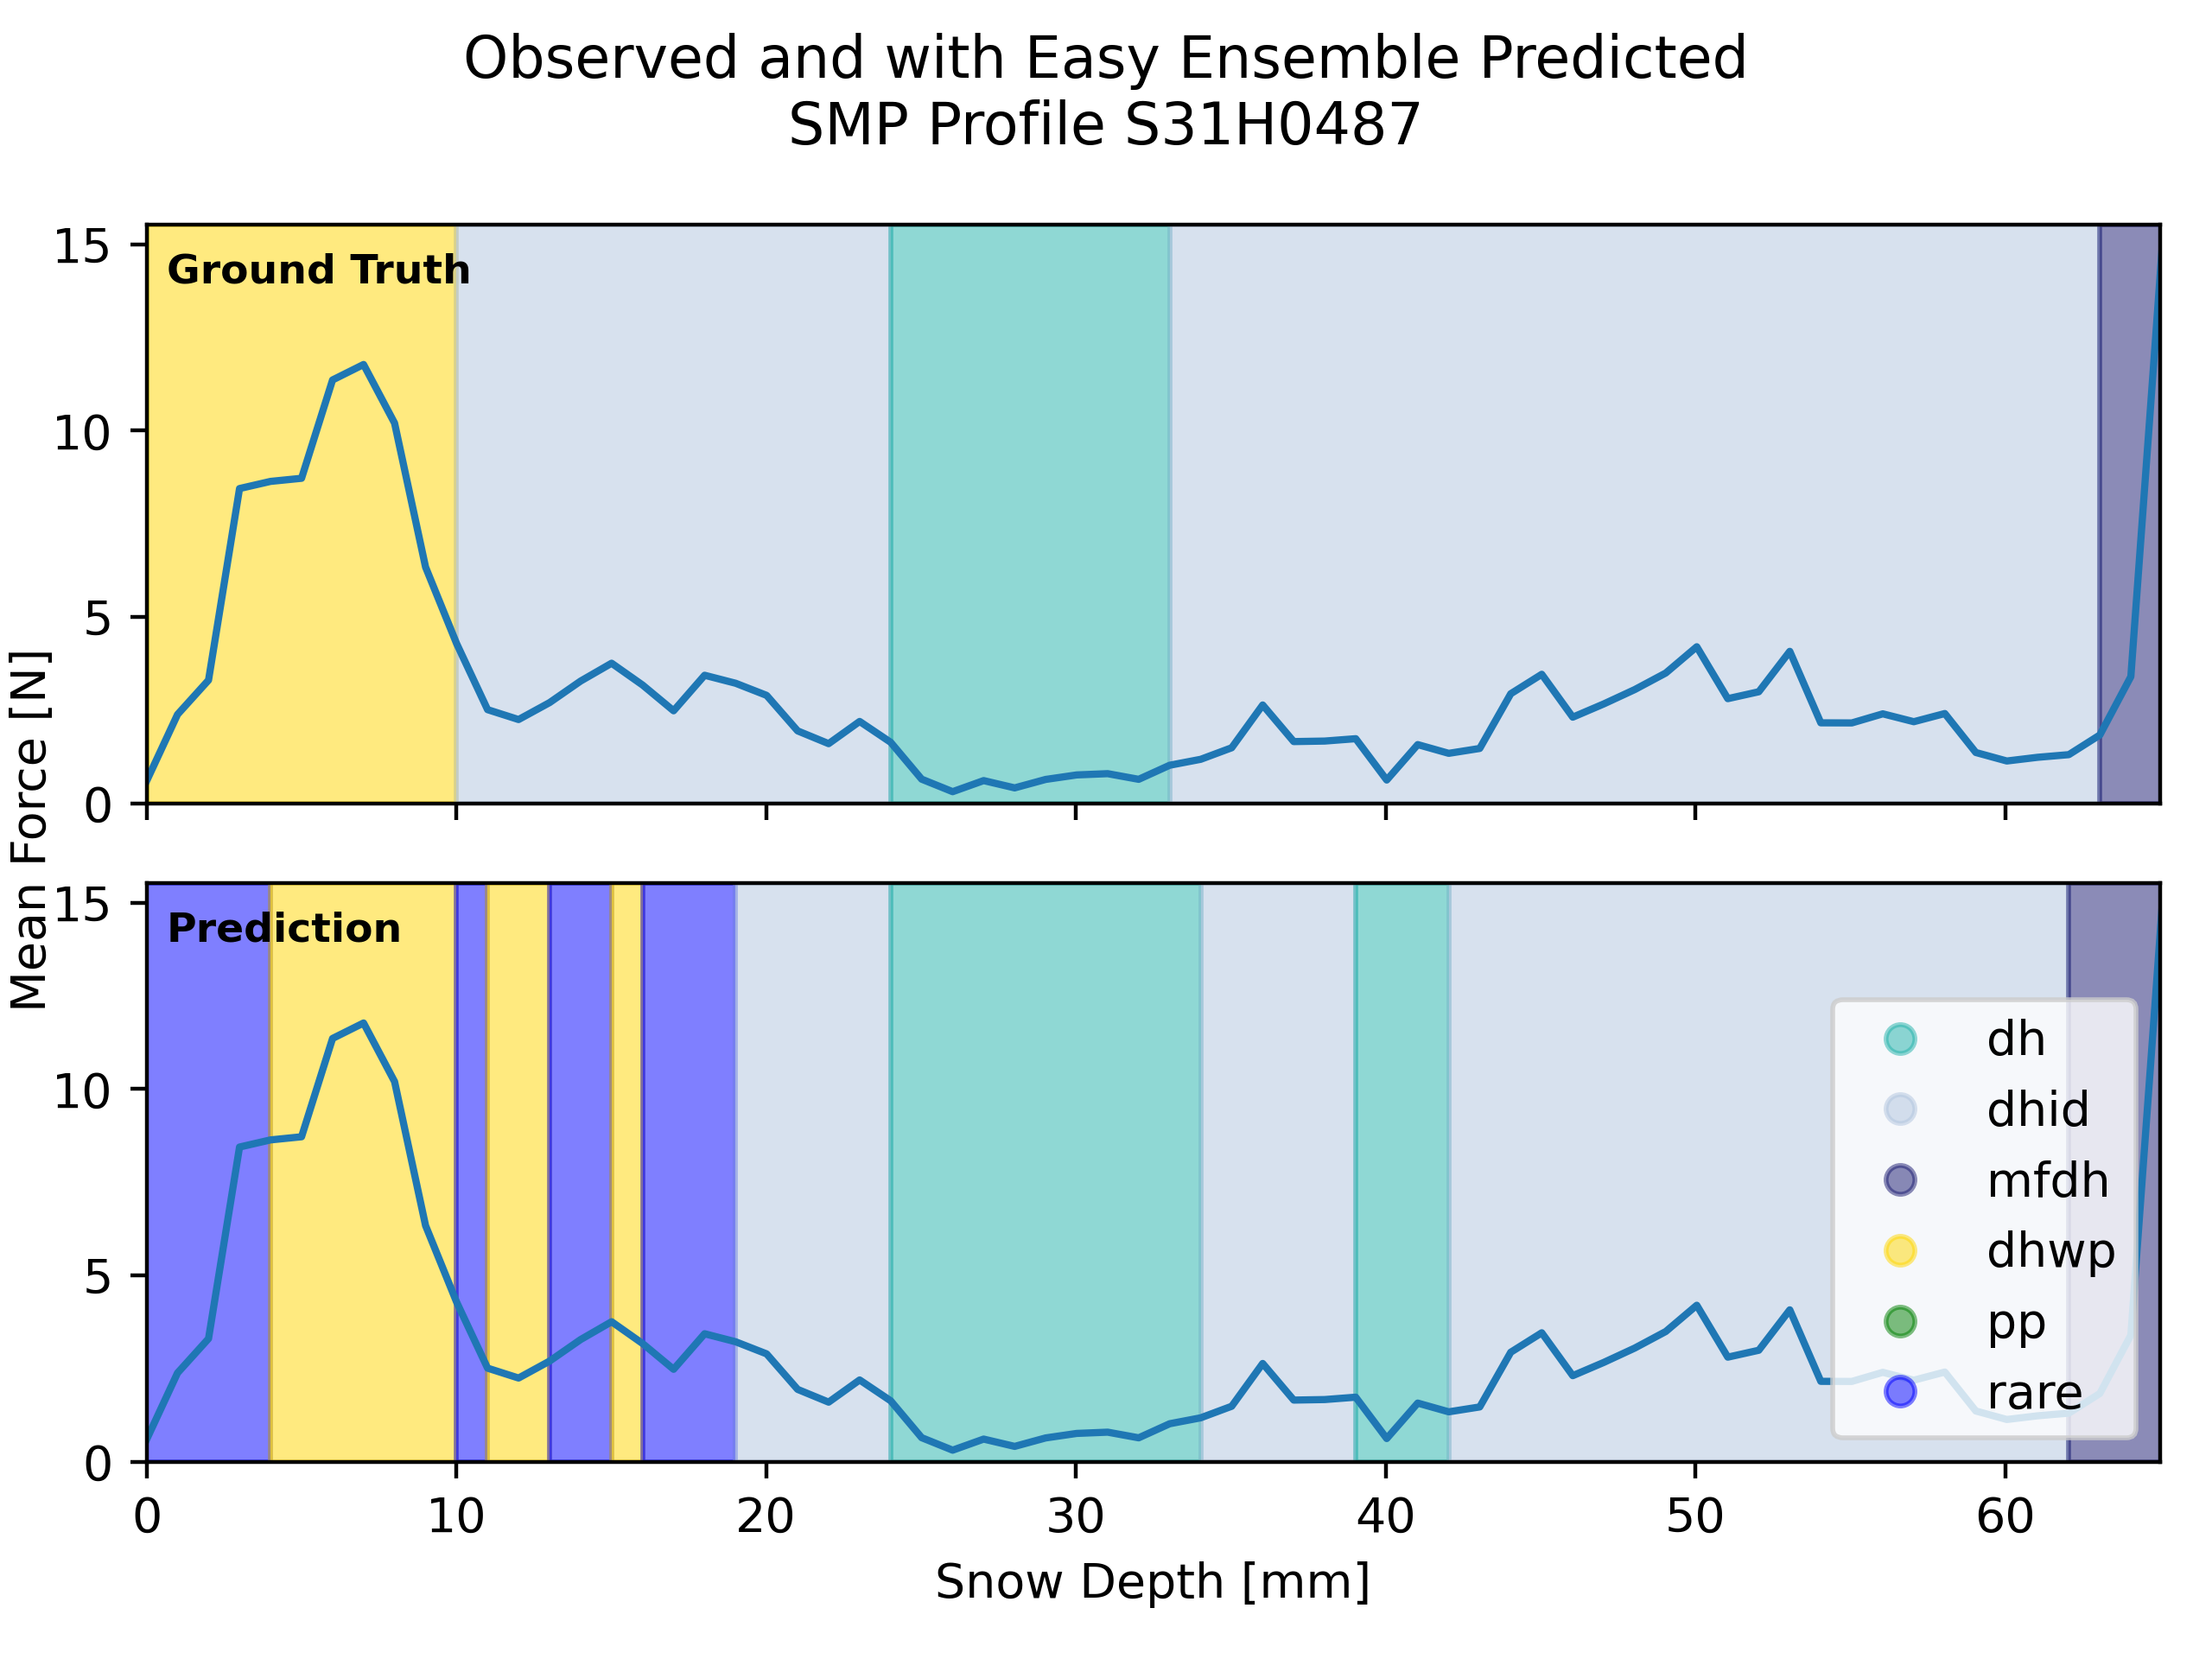 Observed and with Easy Ensemble Predicted
SMP Profile S31H0487
Mean Force [N]
15
10
5
0
Ground Truth
15
10
5
0
Prediction
dh
dhid
mfdh
dhwp
pp
rare
0 10 20 30 40 50 60
Snow Depth [mm]